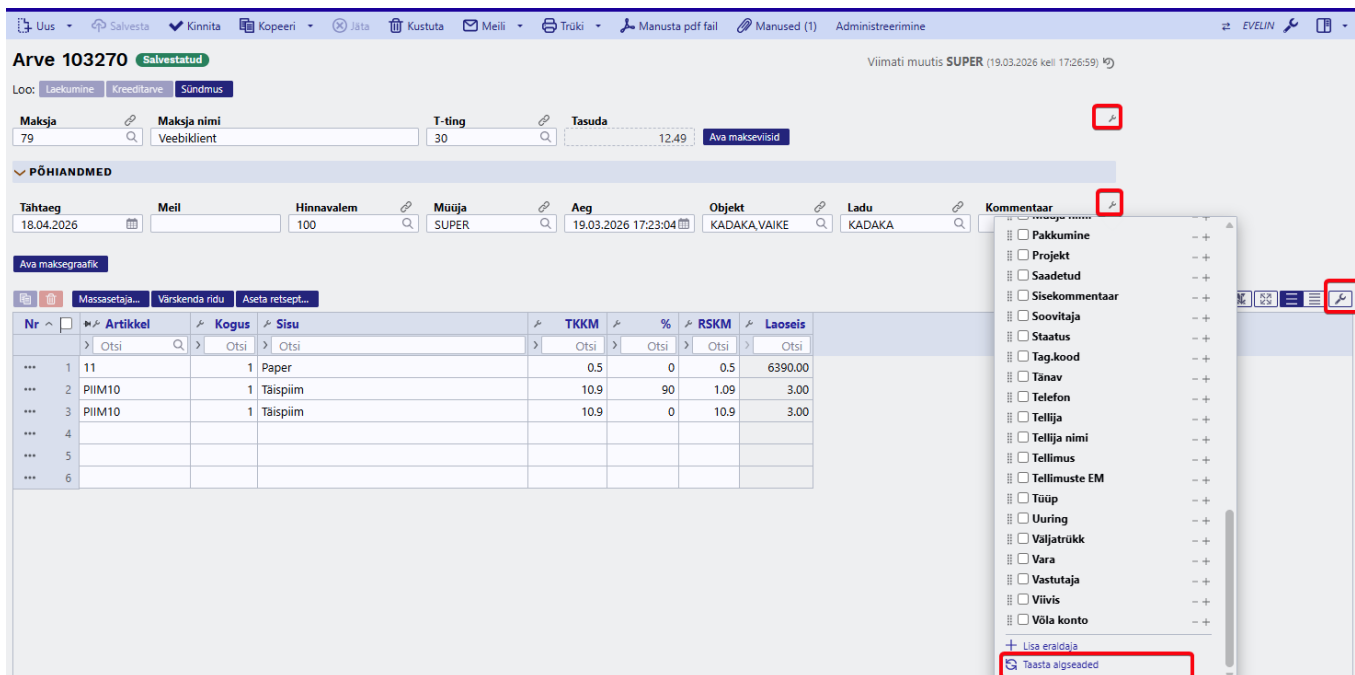 Uus Salvesta Kinnita Kopeeri Jäta Kustuta Meili Trüki Manusta pdf fail Manused (1) Administreerimine EVELIN
Arve 103270 Salvestatud Viimati muutis SUPER (19.03.2026 kell 17:26:59)
Loo: Laekumine Kreeditarve Sündmus
Maksja Maksja nimi T-ting Tasuda
79 Veebiklient 30 12.49 Ava makseviisid
PÕHIANDMED
Tähtaeg Meil Hinnavalem Müüja Aeg Objekt Ladu Kommentaar
18.04.2026 100 SUPER 19.03.2026 17:23:04 KADAKA,VAIKE KADAKA
Ava maksegraafik
Massasetaja... Värskenda ridu Aseta retsept...
Nr Artikkel Kogus Sisu TKKM % RSKM Laoseis
Otsi Otsi Otsi Otsi Otsi Otsi Otsi
1 11 1 Paper 0.5 0 0.5 6390.00
2 PIIM10 1 Täispiim 10.9 90 1.09 3.00
3 PIIM10 1 Täispiim 10.9 0 10.9 3.00
4
5
6
Müüja nimi
Pakkumine
Projekt
Saadetud
Sisekommentaar
Soovitaja
Staatus
Tag.kood
Tänav
Telefon
Tellija
Tellija nimi
Tellimus
Tellimuste EM
Tüüp
Uuring
Väljatrükk
Vara
Vastutaja
Viivis
Võla konto
Lisa eraldaja
Taasta algseaded